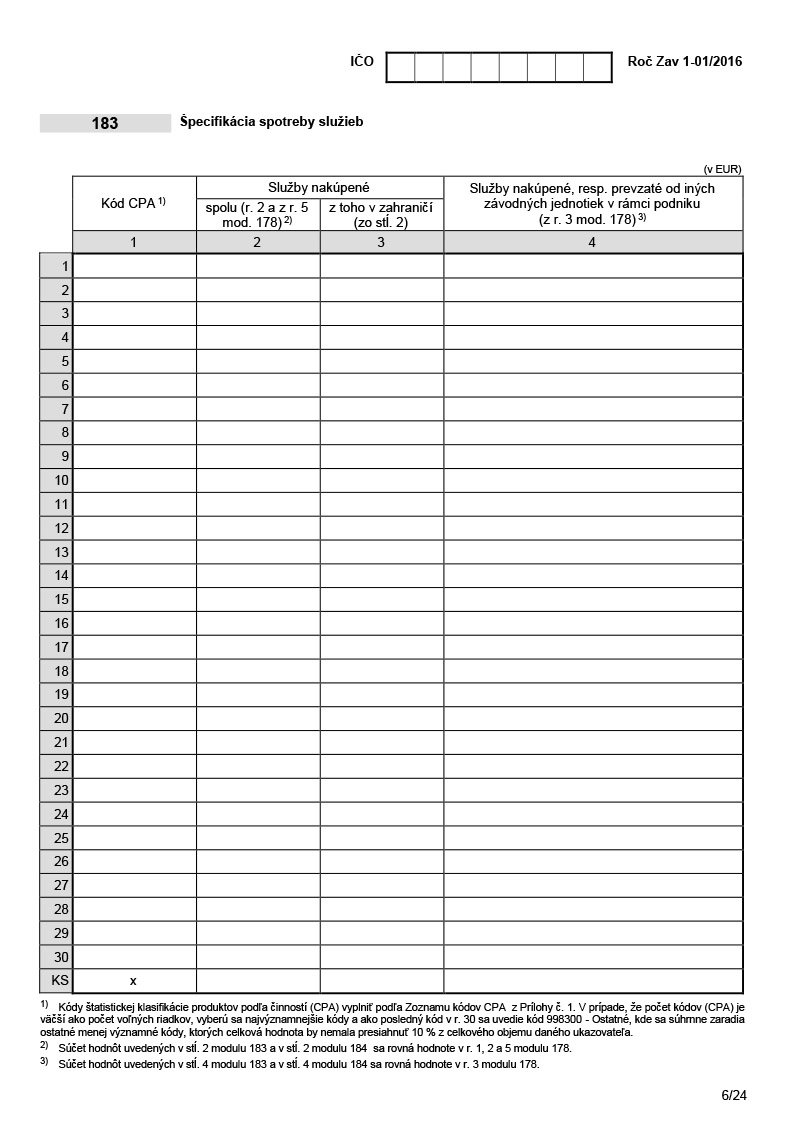 IČO Roč Zav 1-01/2016
183 Špecifikácia spotreby služieb
(v EUR)
Kód CPA 1)
Služby nakúpené
spolu (r. 2 a z r. 5
mod. 178) 2)
z toho v zahraničí
(zo stĺ. 2)
Služby nakúpené, resp. prevzaté od iných
závodných jednotiek v rámci podniku
(z r. 3 mod. 178) 3)
1 2 3 4
1
2
3
4
5
6
7
8
9
10
11
12
13
14
15
16
17
18
19
20
21
22
23
24
25
26
27
28
29
30
KS x
1) Kódy štatistickej klasifikácie produktov podľa činností (CPA) vyplniť podľa Zoznamu kódov CPA z Prílohy č. 1. V prípade, že počet kódov (CPA) je
väčší ako počet voľných riadkov, vyberú sa najvýznamnejšie kódy a ako posledný kód v r. 30 sa uvedie kód 998300 - Ostatné, kde sa súhrnne zaradia
ostatné menej významné kódy, ktorých celková hodnota by nemala presiahnuť 10 % z celkového objemu daného ukazovateľa.
2) Súčet hodnôt uvedených v stĺ. 2 modulu 183 a v stĺ. 2 modulu 184 sa rovná hodnote v r. 1, 2 a 5 modulu 178.
3) Súčet hodnôt uvedených v stĺ. 4 modulu 183 a v stĺ. 4 modulu 184 sa rovná hodnote v r. 3 modulu 178.
6/24